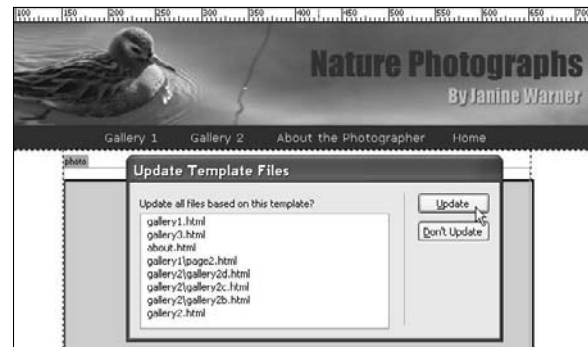 100 150 200 250 300 350 400 450 500 550 600 650 700
Nature Photographs
By Janine Warner
Gallery 1 Gallery 2 About the Photographer Home
photo
Update Template Files
Update all files based on this template?
gallery1.html
gallery3.html
about.html
gallery1\page2.html
gallery2\gallery2d.html
gallery2\gallery2c.html
gallery2\gallery2b.html
gallery2.html
Update
Don't Update